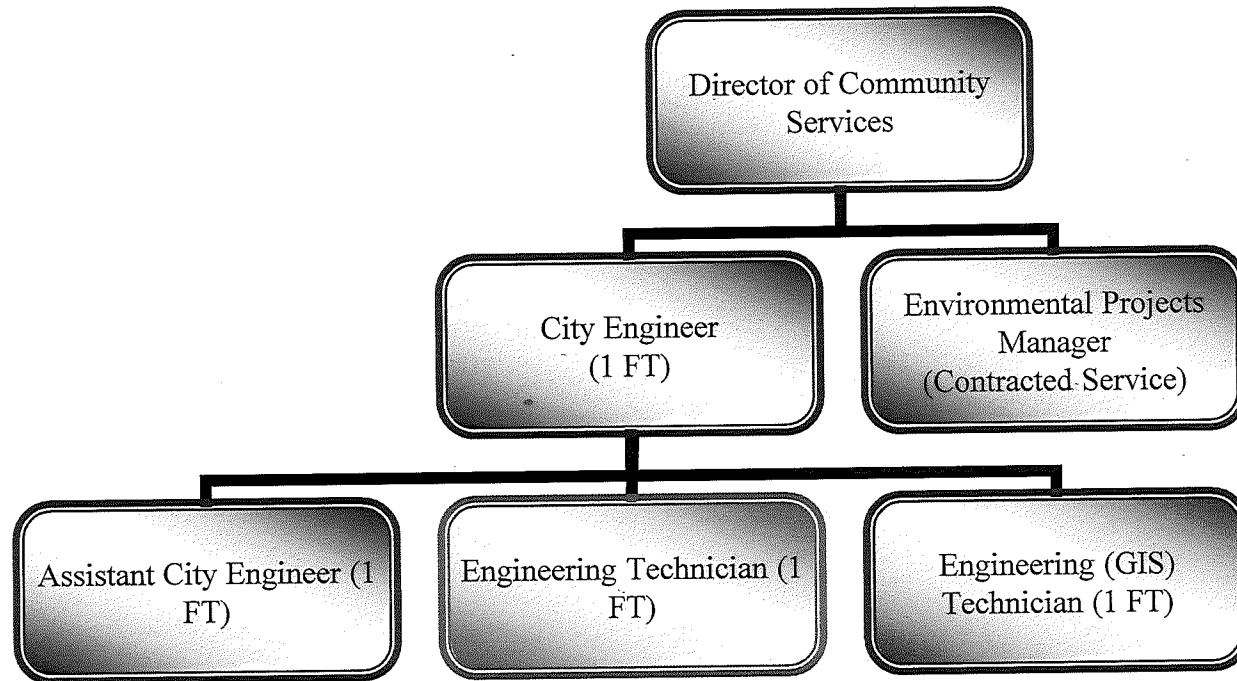 Director of Community
Services
City Engineer
(1 FT)
Environmental Projects
Manager
(Contracted Service)
Assistant City Engineer (1
FT)
Engineering Technician (1
FT)
Engineering (GIS)
Technician (1 FT)